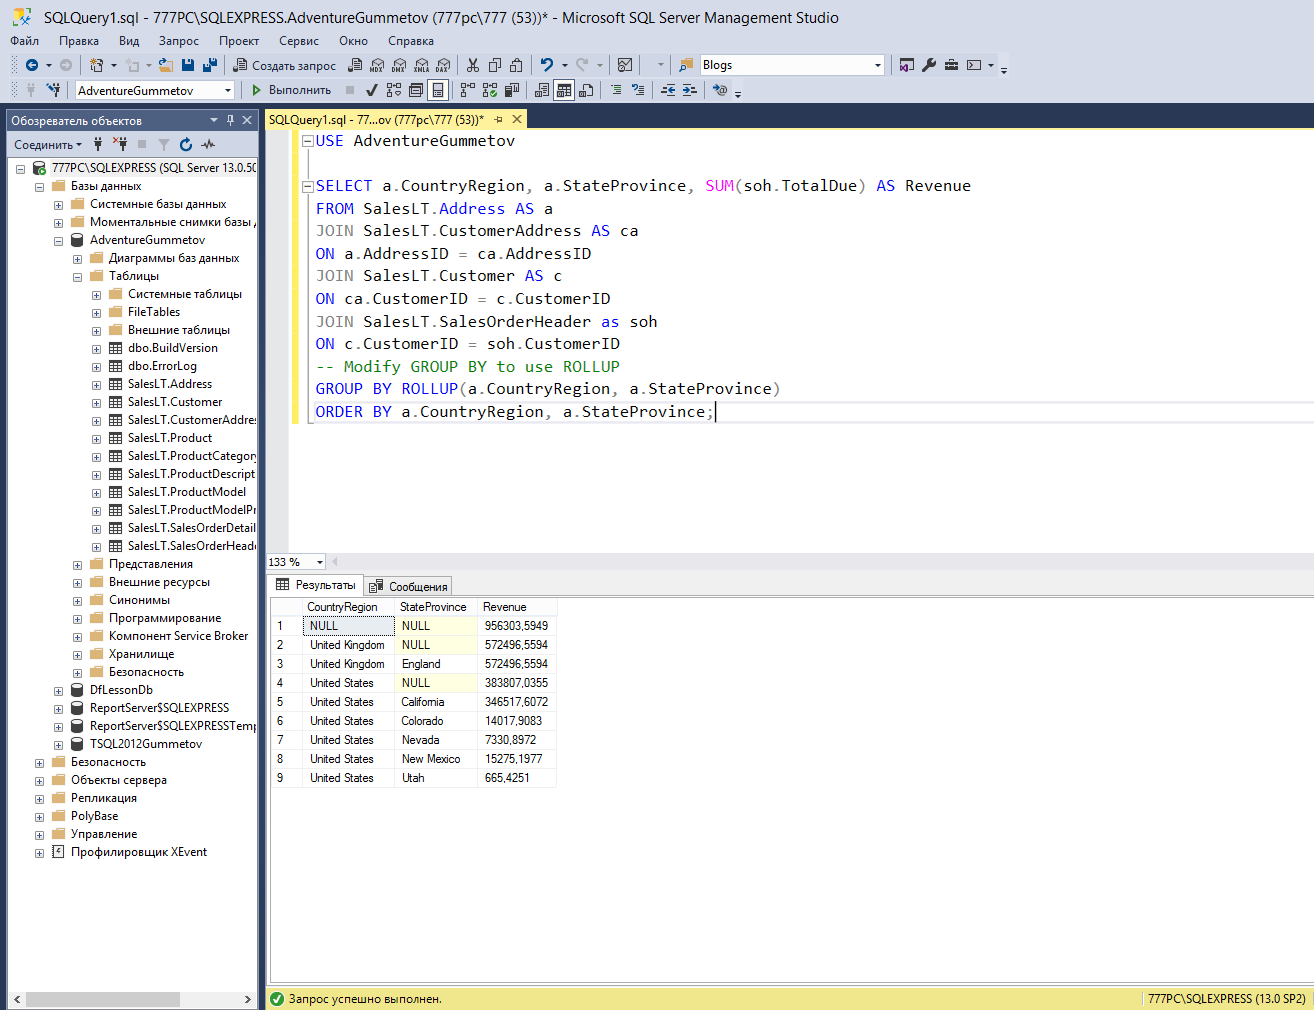 SQLQuery1.sql - 777PC\SQLEXPRESS.AdventureGummetov (777pc\777 (53))* - Microsoft SQL Server Management Studio
Файл Правка Вид Запрос Проект Сервис Окно Справка
Создать запрос MDX DMX XMLA DAX Blogs
AdventureGummetov Выполнить
Обозреватель объектов
Соединить
777PC\SQLEXPRESS (SQL Server 13.0.50
Базы данных
Системные базы данных
Моментальные снимки базы
AdventureGummetov
Диаграммы баз данных
Таблицы
Системные таблицы
FileTables
Внешние таблицы
dbo.BuildVersion
dbo.ErrorLog
SalesLT.Address
SalesLT.Customer
SalesLT.CustomerAddre
SalesLT.Product
SalesLT.ProductCategory
SalesLT.ProductDescript
SalesLT.ProductModel
SalesLT.ProductModelPr
SalesLT.SalesOrderDetail
SalesLT.SalesOrderHeade
Представления
Внешние ресурсы
Синонимы
Программирование
Компонент Service Broker
Хранилище
Безопасность
DfLessonDb
ReportServer$SQLEXPRESS
ReportServer$SQLEXPRESSTemp
TSQL2012Gummetov
Безопасность
Объекты сервера
Репликация
PolyBase
Управление
Профилировщик XEvent
SQLQuery1.sql - 77...ov (777pc\777 (53))*
USE AdventureGummetov
SELECT a.CountryRegion, a.StateProvince, SUM(soh.TotalDue) AS Revenue
FROM SalesLT.Address AS a
JOIN SalesLT.CustomerAddress AS ca
ON a.AddressID = ca.AddressID
JOIN SalesLT.Customer AS c
ON ca.CustomerID = c.CustomerID
JOIN SalesLT.SalesOrderHeader as soh
ON c.CustomerID = soh.CustomerID
-- Modify GROUP BY to use ROLLUP
GROUP BY ROLLUP(a.CountryRegion, a.StateProvince)
ORDER BY a.CountryRegion, a.StateProvince;
133 %
Результаты Сообщения
CountryRegion StateProvince Revenue
1 NULL NULL 956303,5949
2 United Kingdom NULL 572496,5594
3 United Kingdom England 572496,5594
4 United States NULL 383807,0355
5 United States California 346517,6072
6 United States Colorado 14017,9083
7 United States Nevada 7330,8972
8 United States New Mexico 15275,1977
9 United States Utah 665,4251
Запрос успешно выполнен.
777PC\SQLEXPRESS (13.0 SP2)